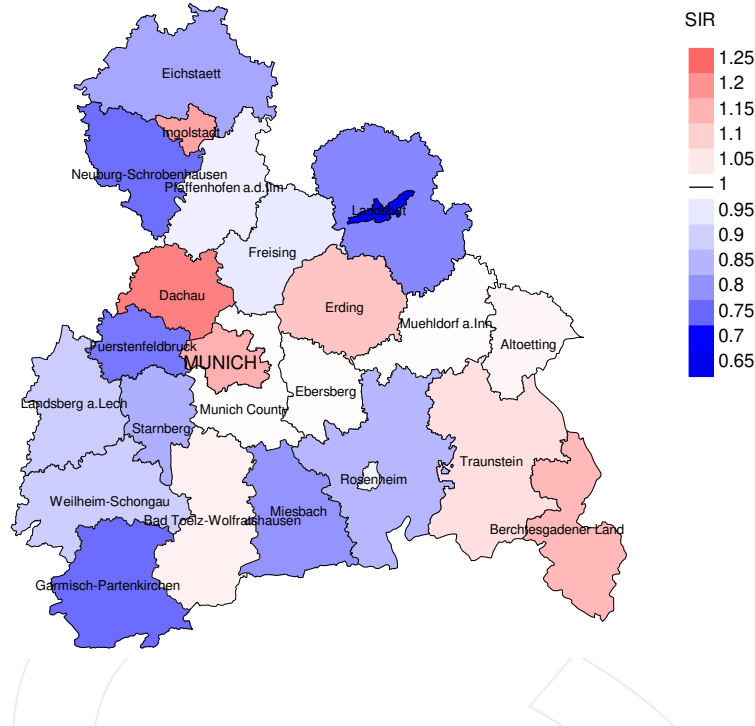 SIR
1.25
1.2
1.15
1.1
1.05
1
0.95
0.9
0.85
0.8
0.75
0.7
0.65
Eichstaett
Ingolstadt
Neuburg-Schrobenhausen
Pfaffenhofen a.d.Ilm
Landshut
Freising
Dachau
Erding
Muehldorf a.Inn
Fuerstenfeldbruck
Altoetting
MUNICH
Ebersberg
Landsberg a.Lech
Munich County
Starnberg
Traunstein
Rosenheim
Weilheim-Schongau
Miesbach
Bad Toelz-Wolfratshausen
Berchtesgadener Land
Garmisch-Partenkirchen